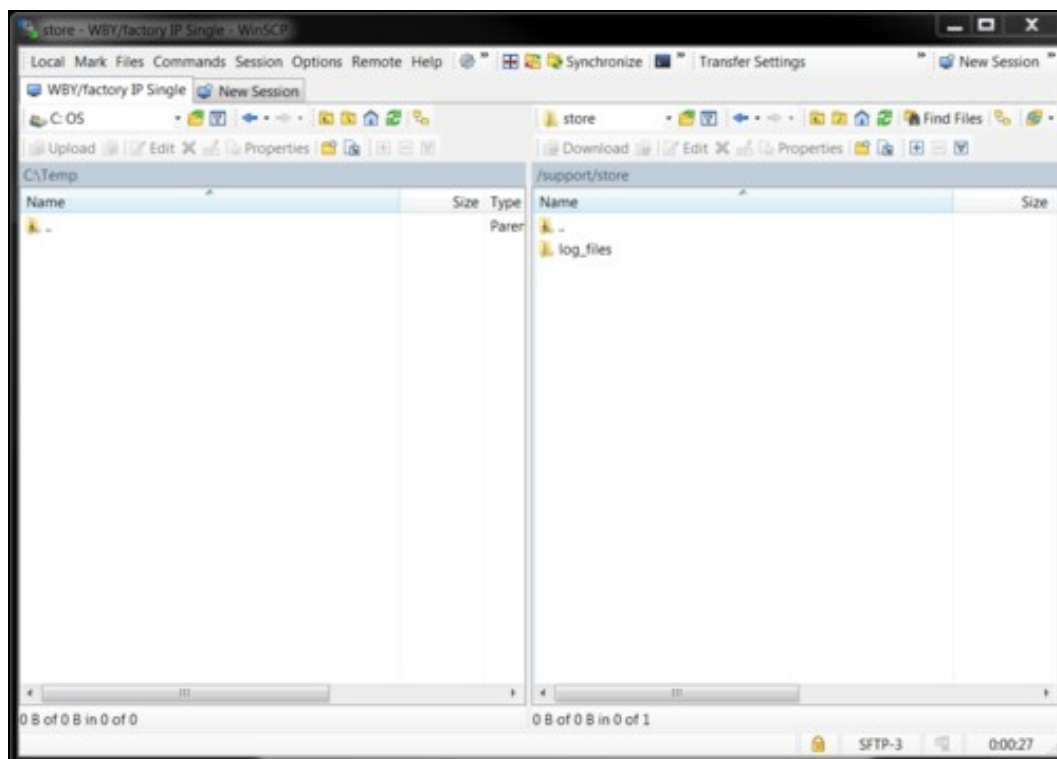 store - WBY/factory IP Single - WinSCP
Local Mark Files Commands Session Options Remote Help » Synchronize » Transfer Settings » New Session »
WBY/factory IP Single New Session
C: OS store Find Files
Upload Edit Properties Download Edit Properties
C:\Temp /support/store
Name Size Type Name Size
.. Paren ..
log_files
0 B of 0 B in 0 of 0 0 B of 0 B in 0 of 1
SFTP-3 0:00:27